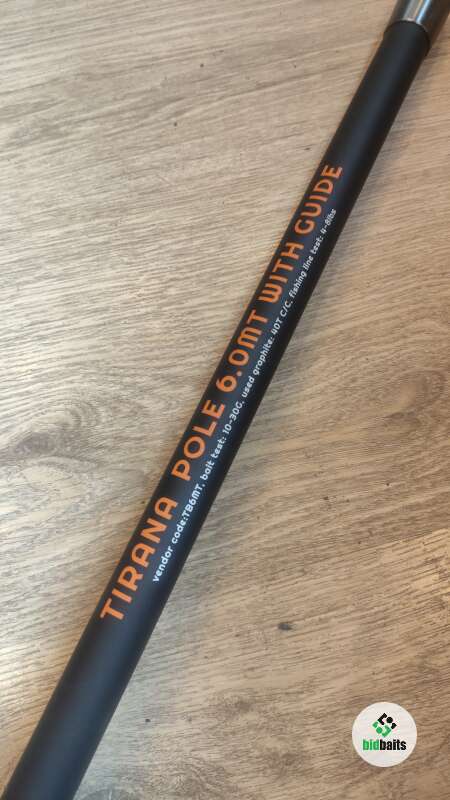 TIRANA POLE 6.0MT WITH GUIDE
vendor code:TB6MT, bait test: 10-30G, used graphite: 40T C/C, fishing line test: 4-8lbs
bidbaits